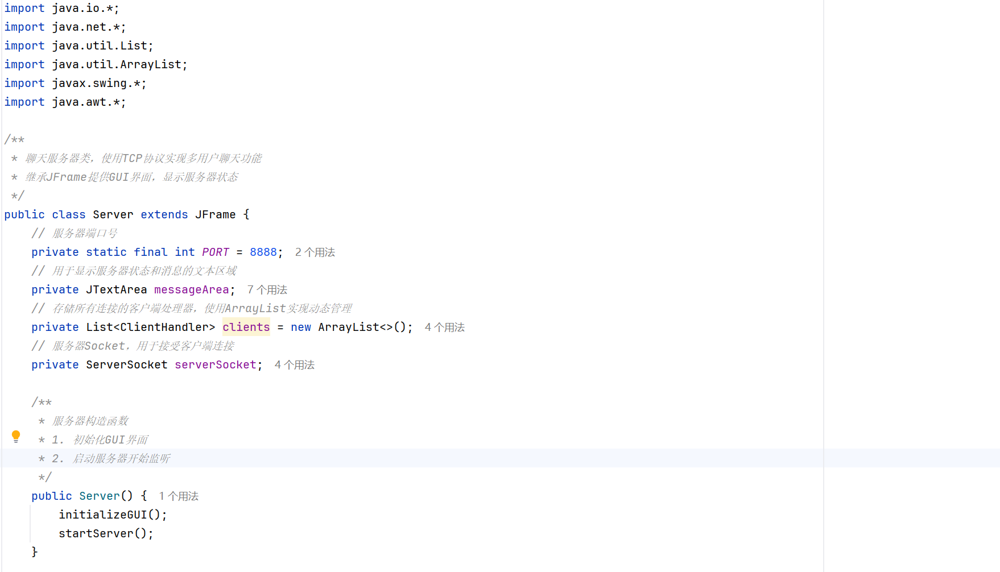 import java.io.*;
import java.net.*;
import java.util.List;
import java.util.ArrayList;
import javax.swing.*;
import java.awt.*;
/**
 * 聊天服务器类，使用TCP协议实现多用户聊天功能
 * 继承JFrame提供GUI界面，显示服务器状态
 */
public class Server extends JFrame {
    // 服务器端口号
    private static final int PORT = 8888;  2 个用法
    // 用于显示服务器状态和消息的文本区域
    private JTextArea messageArea;  7 个用法
    // 存储所有连接的客户端处理器，使用ArrayList实现动态管理
    private List<ClientHandler> clients = new ArrayList<>();  4 个用法
    // 服务器Socket，用于接受客户端连接
    private ServerSocket serverSocket;  4 个用法
    /**
     * 服务器构造函数
     * 1. 初始化GUI界面
     * 2. 启动服务器开始监听
     */
    public Server() {  1 个用法
        initializeGUI();
        startServer();
    }